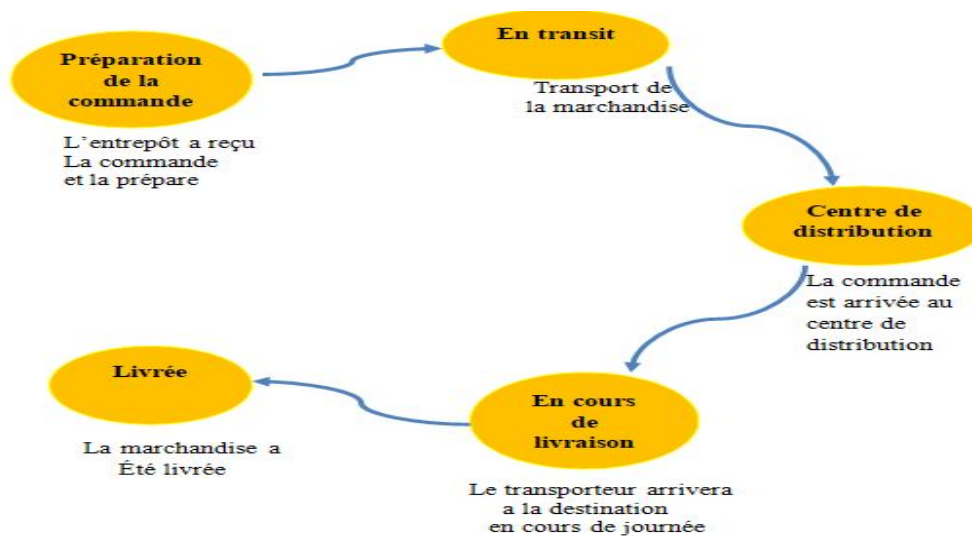 Préparation
de la
commande
L'entrepôt a reçu
La commande
et la prépare
En transit
Transport de
la marchandise
Centre de
distribution
La commande
est arrivée au
centre de
distribution
En cours
de
livraison
Le transporteur arrivera
a la destination
en cours de journée
Livrée
La marchandise a
Été livrée